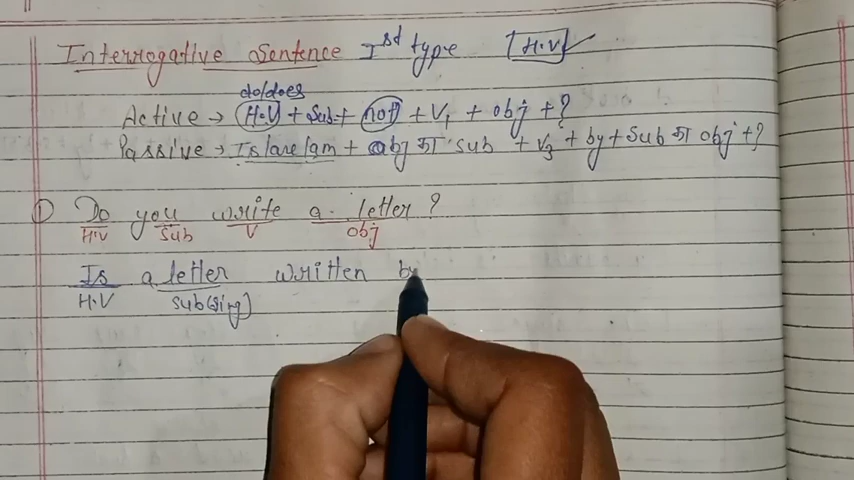 Interrogative Sentence Ist type [H.V]
do/does
Active → H.V + Sub + not + V1 + obj + ?
Passive → Is/are/am + obj का sub + V3 + by + Sub का obj + ?
① Do you write a letter ?
H.V Sub V obj
Is a letter written by
H.V Sub(sing)